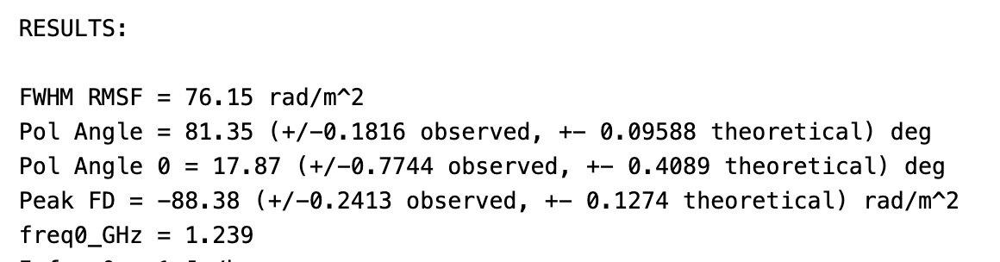 RESULTS:
FWHM RMSF = 76.15 rad/m^2
Pol Angle = 81.35 (+/-0.1816 observed, +- 0.09588 theoretical) deg
Pol Angle 0 = 17.87 (+/-0.7744 observed, +- 0.4089 theoretical) deg
Peak FD = -88.38 (+/-0.2413 observed, +- 0.1274 theoretical) rad/m^2
freq0_GHz = 1.239